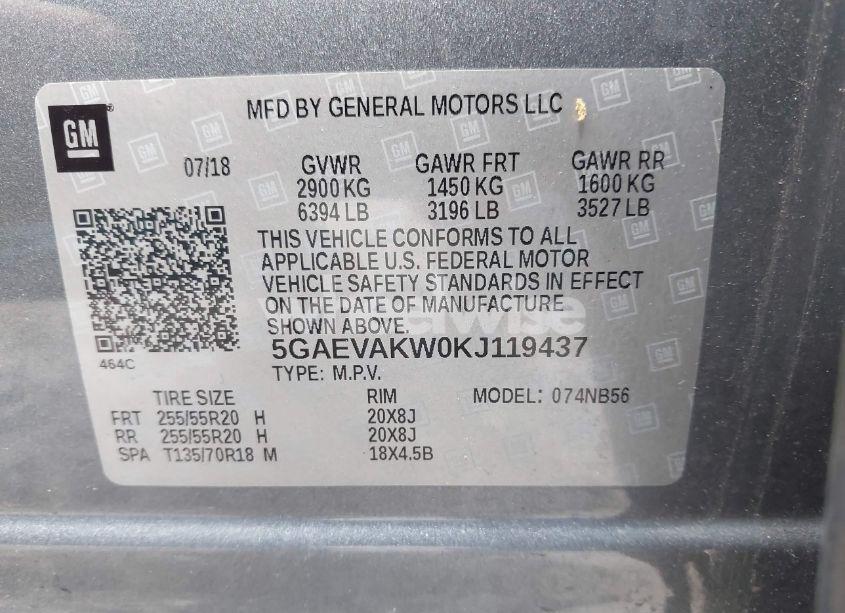 GM
MFD BY GENERAL MOTORS LLC
07/18 GVWR GAWR FRT GAWR RR
2900 KG 1450 KG 1600 KG
6394 LB 3196 LB 3527 LB
THIS VEHICLE CONFORMS TO ALL
APPLICABLE U.S. FEDERAL MOTOR
VEHICLE SAFETY STANDARDS IN EFFECT
ON THE DATE OF MANUFACTURE
SHOWN ABOVE.
464C
5GAEVAKW0KJ119437
TYPE: M.P.V.
TIRE SIZE RIM MODEL: 074NB56
FRT 255/55R20 H 20X8J
RR 255/55R20 H 20X8J
SPA T135/70R18 M 18X4.5B